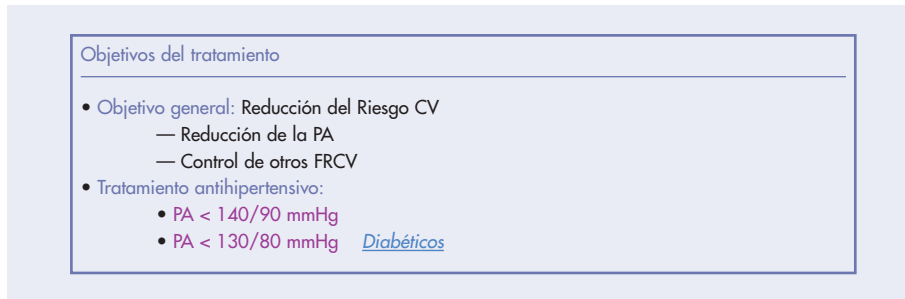 Objetivos del tratamiento
• Objetivo general: Reducción del Riesgo CV
— Reducción de la PA
— Control de otros FRCV
• Tratamiento antihipertensivo:
• PA < 140/90 mmHg
• PA < 130/80 mmHg Diabéticos